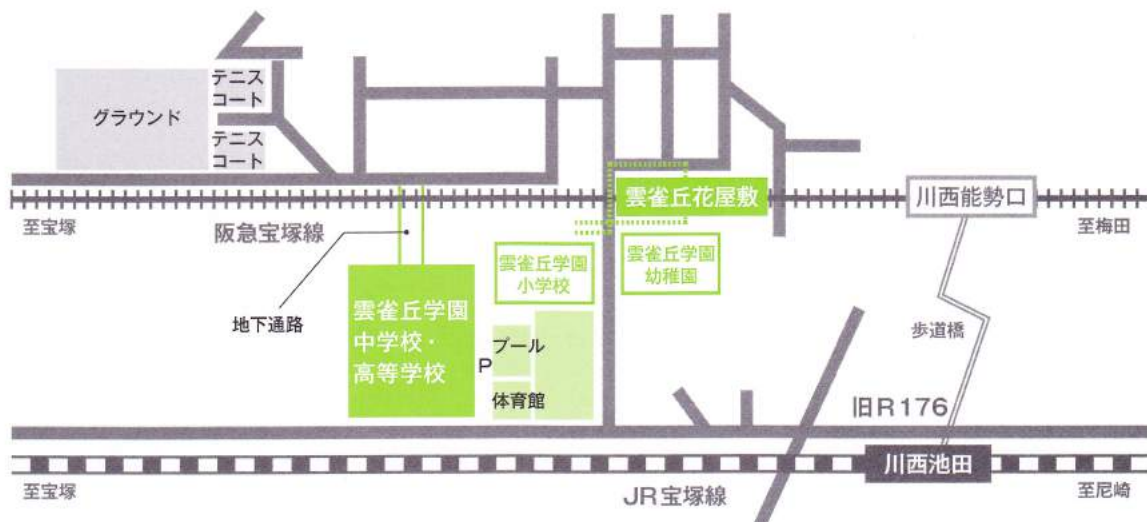 テニス
コート
グラウンド
テニス
コート
雲雀丘花屋敷
川西能勢口
至宝塚
阪急宝塚線
至梅田
雲雀丘学園
小学校
雲雀丘学園
幼稚園
地下通路
雲雀丘学園
中学校・
高等学校
プール
P
体育館
歩道橋
旧R176
川西池田
至宝塚
JR宝塚線
至尼崎